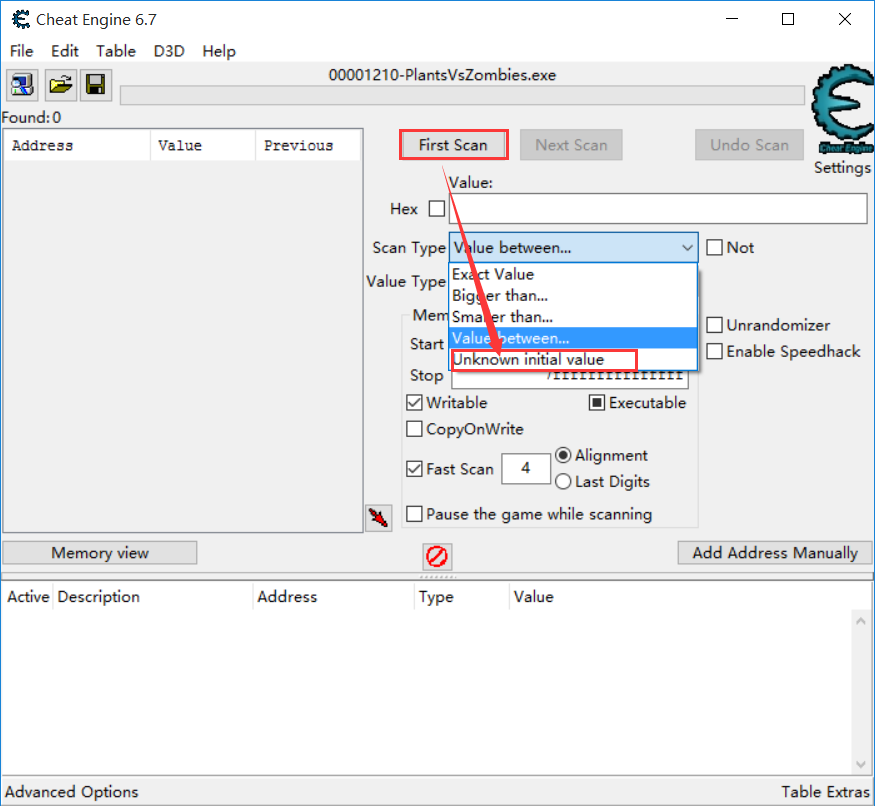 Cheat Engine 6.7
File Edit Table D3D Help
00001210-PlantsVsZombies.exe
Found:0
Address Value Previous
First Scan Next Scan Undo Scan
Cheat Engine
Settings
Value:
Hex
Scan Type Value between... Not
Value Type
Exact Value
Bigger than...
Smaller than...
Value between...
Unknown initial value
Mem
Start
Stop
Unrandomizer
Enable Speedhack
Writable Executable
CopyOnWrite
Fast Scan 4 Alignment
Last Digits
Pause the game while scanning
Memory view Add Address Manually
Active Description Address Type Value
Advanced Options Table Extras